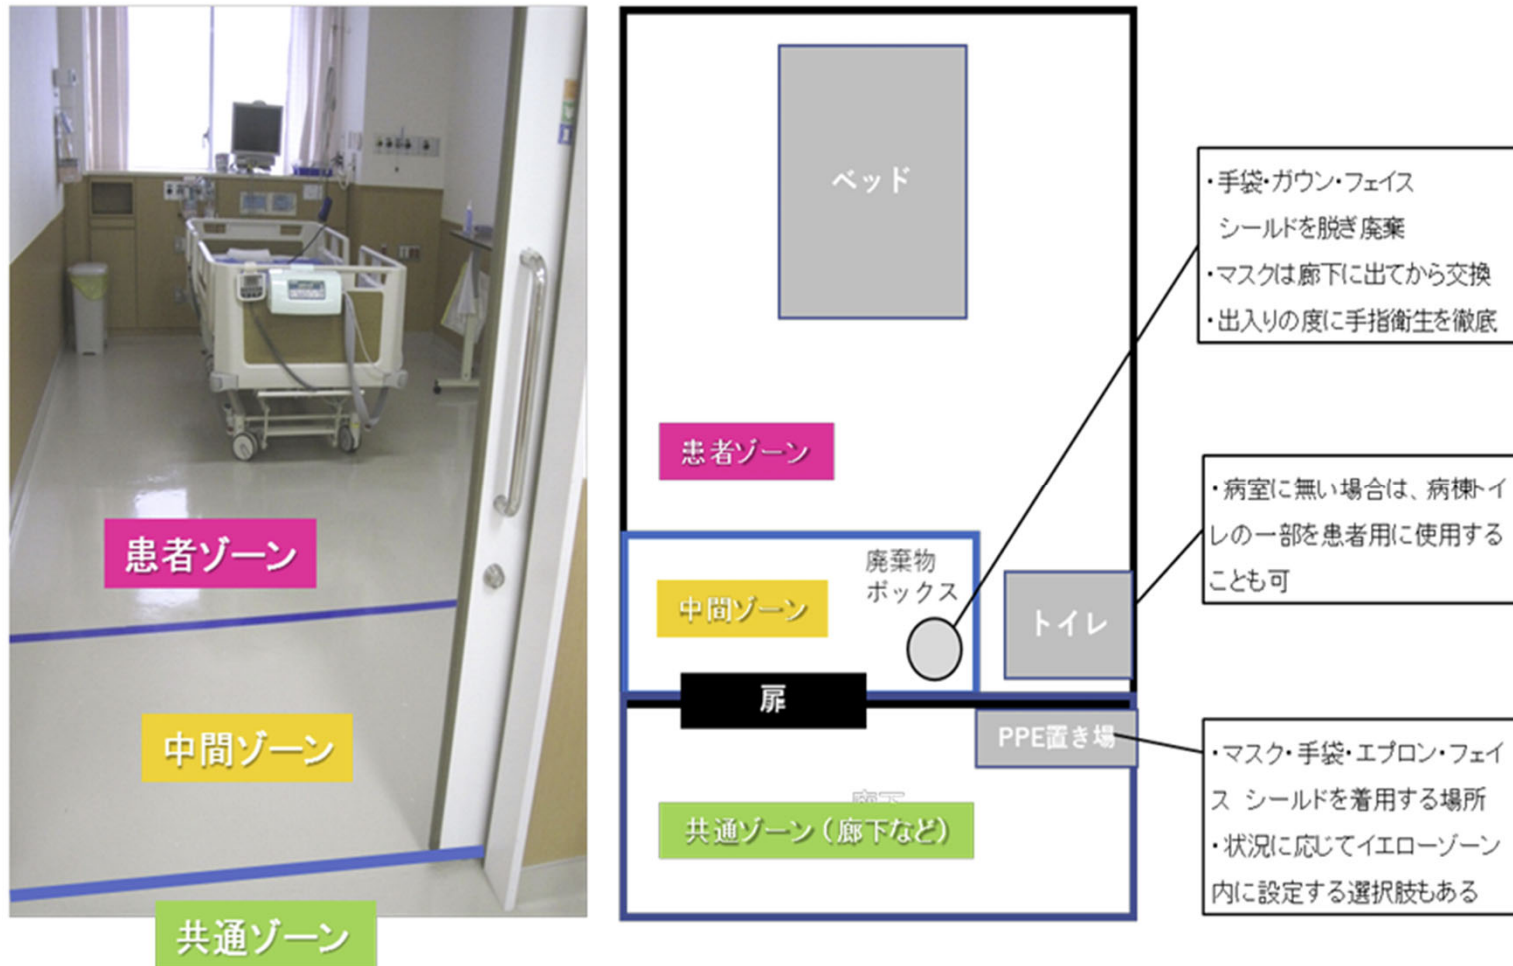 患者ゾーン
中間ゾーン
共通ゾーン
ベッド
患者ゾーン
中間ゾーン
廃棄物
ボックス
トイレ
扉
PPE置き場
廊下
共通ゾーン(廊下など)
・手袋・ガウン・フェイス
シールドを脱ぎ廃棄
・マスクは廊下に出てから交換
・出入りの度に手指衛生を徹底
・病室に無い場合は、病棟トイ
レの一部を患者用に使用する
ことも可
・マスク・手袋・エプロン・フェイ
ス シールドを着用する場所
・状況に応じてイエローゾーン
内に設定する選択肢もある